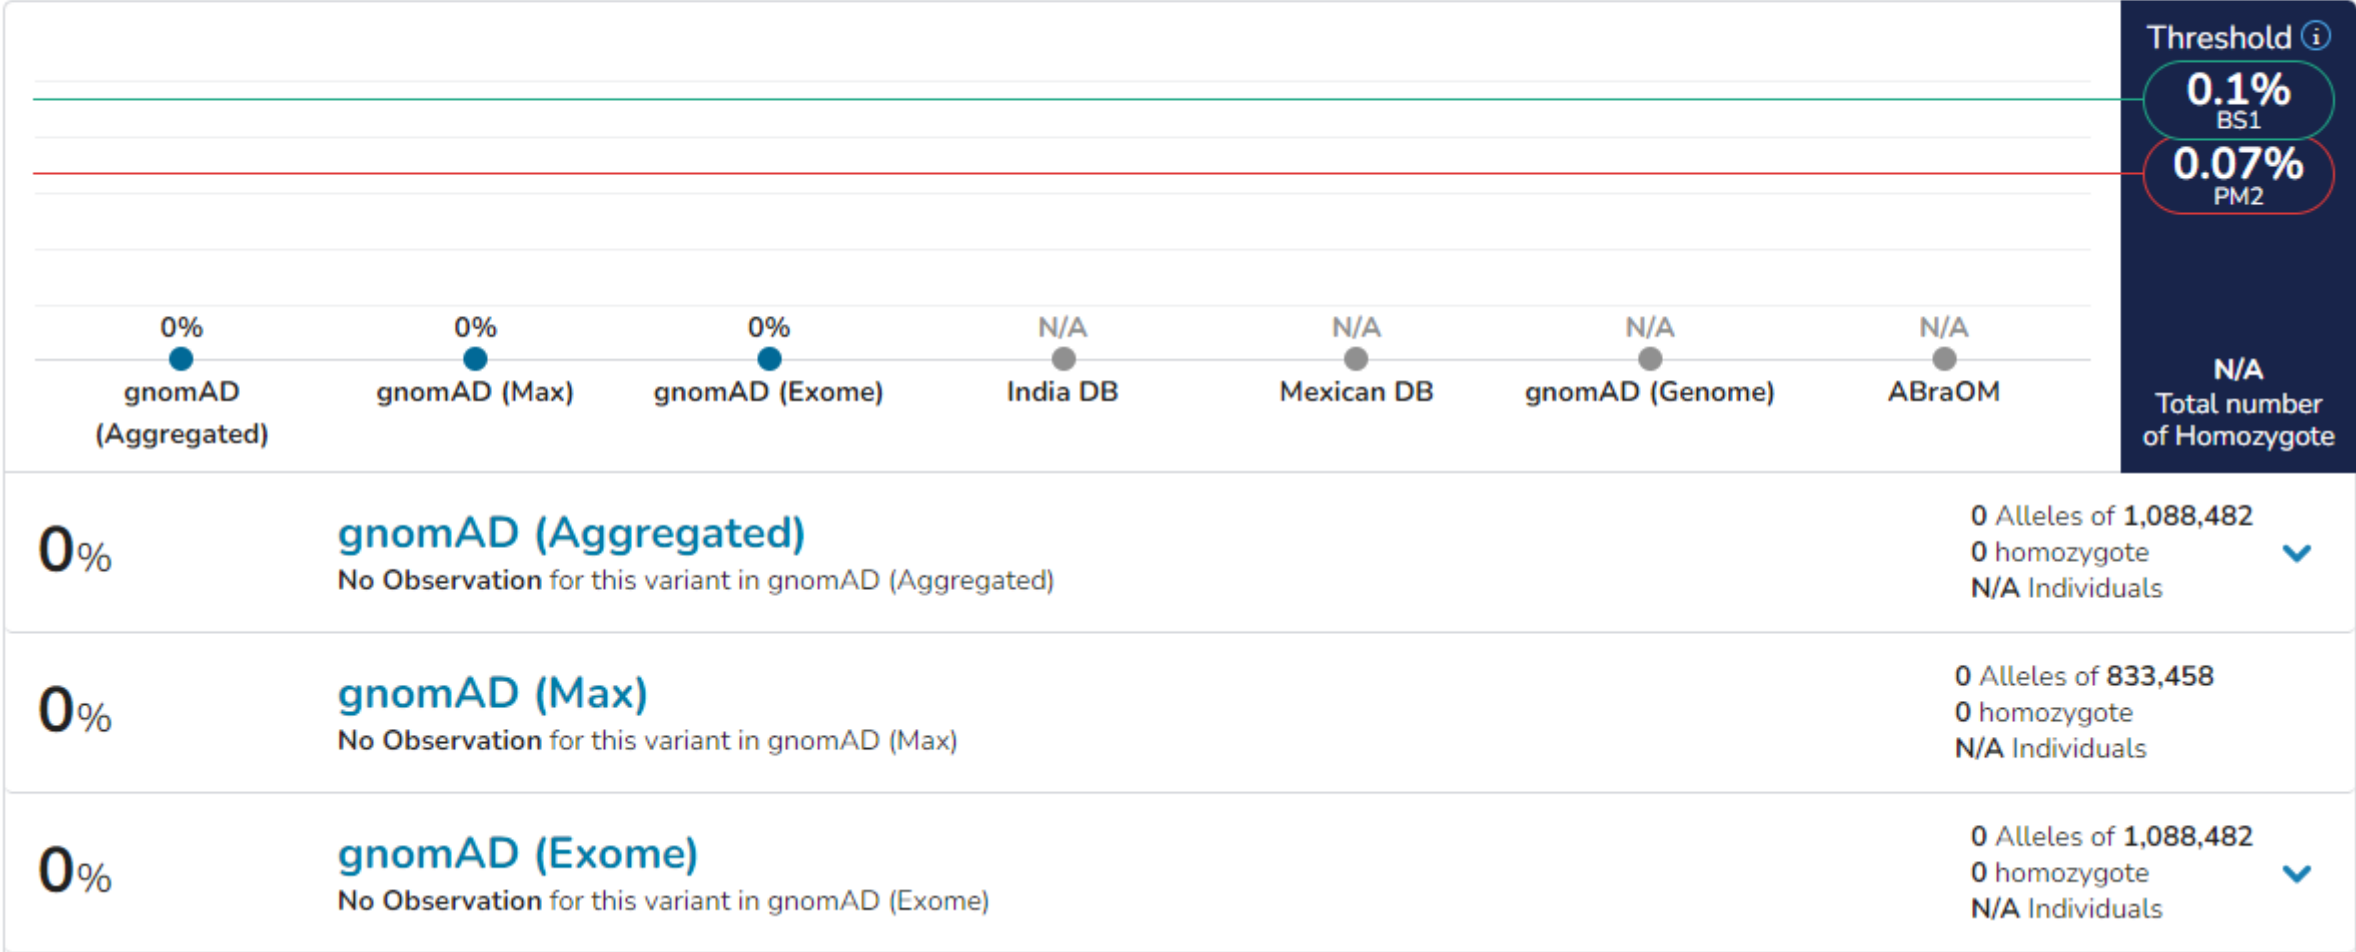 Threshold
0.1%
BS1
0.07%
PM2
0%
0%
0%
N/A
N/A
N/A
N/A
gnomAD
(Aggregated)
gnomAD (Max)
gnomAD (Exome)
India DB
Mexican DB
gnomAD (Genome)
ABraOM
N/A
Total number
of Homozygote
0%
gnomAD (Aggregated)
No Observation for this variant in gnomAD (Aggregated)
0 Alleles of 1,088,482
0 homozygote
N/A Individuals
0%
gnomAD (Max)
No Observation for this variant in gnomAD (Max)
0 Alleles of 833,458
0 homozygote
N/A Individuals
0%
gnomAD (Exome)
No Observation for this variant in gnomAD (Exome)
0 Alleles of 1,088,482
0 homozygote
N/A Individuals